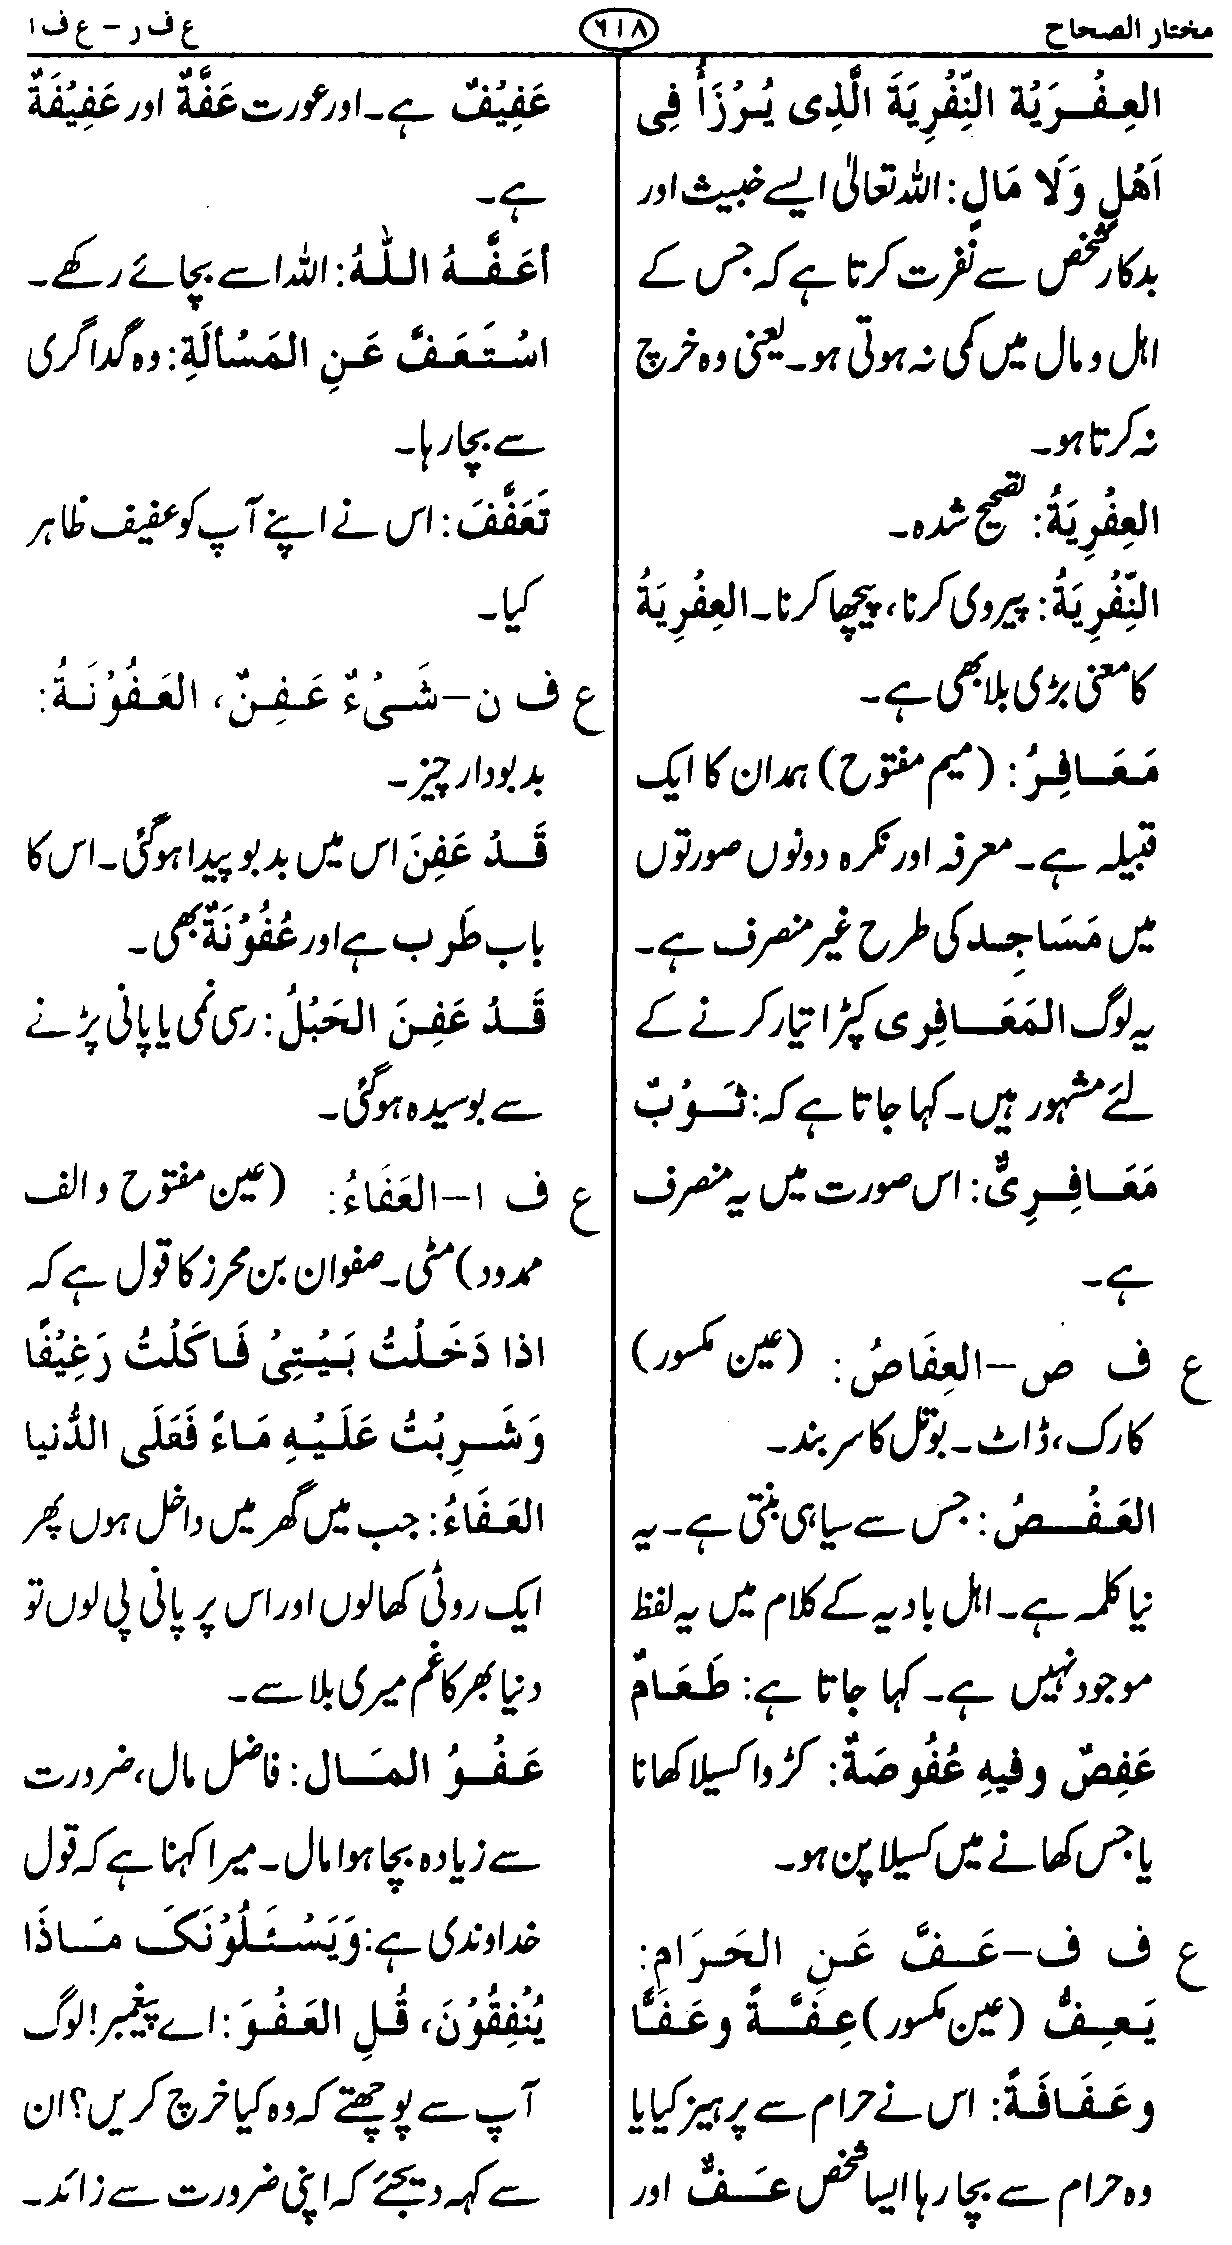 مختار الصحاح
٦١٨
ع ف ر – ع ف ا
العِفْرِيَةَ النِّفْرِيَةَ الَّذِى يُرْزَأُ فِى
اَهْلٍ وَلَا مَالٍ: اللہ تعالیٰ ایسے خبیث اور
بدکار شخص سے نفرت کرتا ہے کہ جس کے
اہل و مال میں کمی نہ ہوتی ہو۔ یعنی وہ خرچ
نہ کرتا ہو۔
العِفْرِيَةُ: تصحیح شدہ۔
النِّفْرِيَةُ: پیروی کرنا، پیچھا کرنا۔ العِفْرِيَةُ
کا معنی بڑی بلا بھی ہے۔
مَعَافِرُ: (میم مفتوح) ہمدان کا ایک
قبیلہ ہے۔ معرفہ اور نکرہ دونوں صورتوں
میں مَسَاجِد کی طرح غیر منصرف ہے۔
یہ لوگ المَعَافِرِى کپڑا تیار کرنے کے
لئے مشہور ہیں۔ کہا جاتا ہے کہ: ثَوْبٌ
مَعَافِرِىٌّ: اس صورت میں یہ منصرف
ہے۔
ع ف ص – العِفَاصُ: (عین مکسور)
کارک، ڈاٹ۔ بوتل کا سر بند۔
العَفْصُ: جس سے سیاہی بنتی ہے۔ یہ
نیا کلمہ ہے۔ اہل بادیہ کے کلام میں یہ لفظ
موجود نہیں ہے۔ کہا جاتا ہے: طَعَامٌ
عَفِصٌ وفيهِ عُفُوصَةٌ: کڑوا کسیلا کھانا
یا جس کھانے میں کسیلا پن ہو۔
ع ف ف – عَفَّ عَنِ الحَرَامِ:
يَعِفُّ (عین مکسور) عِفَّةً وعَفًّا
وعَفَافَةً: اس نے حرام سے پرہیز کیا یا
وہ حرام سے بچا رہا ایسا شخص عَفٌّ اور
عَفِيْفٌ ہے۔ اور عورت عَفَّةٌ اور عَفِيْفَةٌ
ہے۔
أعَفَّهُ اللّٰهُ: اللہ اسے بچائے رکھے۔
اسْتَعَفَّ عَنِ المَسْألَةِ: وہ گداگری
سے بچا رہا۔
تَعَفَّفَ: اس نے اپنے آپ کو عفیف ظاہر
کیا۔
ع ف ن – شَيْءٌ عَفِنٌ، العَفُوْنَةُ:
بدبودار چیز۔
قَدْ عَفِنَ اس میں بدبو پیدا ہوگئی۔ اس کا
باب طَرِب ہے اور عُفُوْنَةٌ بھی۔
قَدْ عَفِنَ الحَبْلُ: رسی نمی یا پانی پڑنے
سے بوسیدہ ہوگئی۔
ع ف ا – العَفَاءُ: (عین مفتوح و الف
ممدود) مٹی۔ صفوان بن محرز کا قول ہے کہ
اذا دَخَلْتُ بَيْتِيْ فَاكَلْتُ رَغِيْفًا
وَشَرِبْتُ عَلَيْهِ مَاءً فَعَلَى الدُّنيا
العَفَاءُ: جب میں گھر میں داخل ہوں پھر
ایک روٹی کھالوں اور اس پر پانی پی لوں تو
دنیا بھر کا غم میری بلا سے۔
عَفْوُ المَال: فاضل مال، ضرورت
سے زیادہ بچا ہوا مال۔ میرا کہنا ہے کہ قول
خداوندی ہے: وَيَسْئَلُوْنَكَ مَاذَا
يُنْفِقُوْنَ، قُلِ العَفْوَ: اے پیغمبر! لوگ
آپ سے پوچھتے کہ وہ کیا خرچ کریں؟ ان
سے کہہ دیجئے کہ اپنی ضرورت سے زائد۔